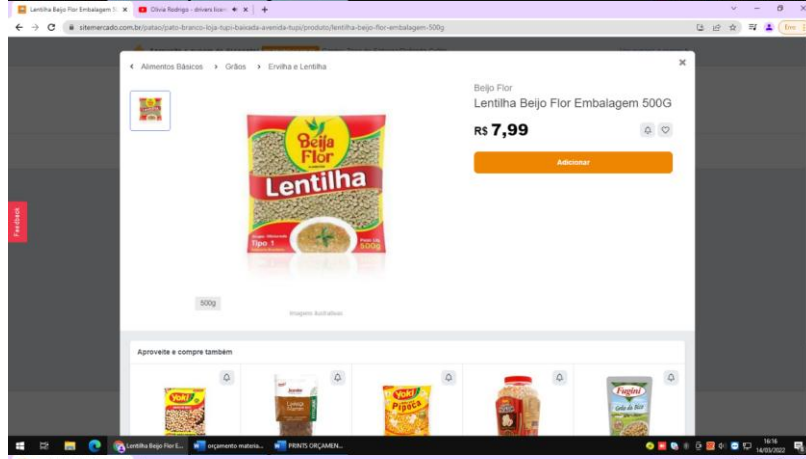 Lentilha Beijo Flor Embalagem 5
Olivia Rodrigo - drivers licen
sitemercado.com.br/patao/pato-branco-loja-tupi-baixada-avenida-tupi/produto/lentilha-beijo-flor-embalagem-500g
Alimentos Básicos > Grãos > Ervilha e Lentilha
Beijo Flor
Lentilha Beijo Flor Embalagem 500G
R$ 7,99
Adicionar
Beija
Flor
Lentilha
Tipo 1
500g
Feedback
500g
Imagens ilustrativas
Aproveite e compre também
Yoki
Yoki
Pipoca
Fugini
Lentilha Beijo Flor E...
orçamento materia...
PRINTS ORÇAMEN...
16:16
14/03/2022